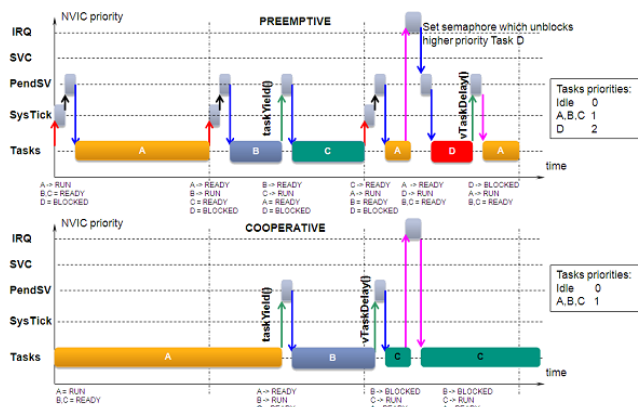 NVIC priority
PREEMPTIVE
Set semaphore which unblocks
higher priority Task D
IRQ
SVC
PendSV
SysTick
Tasks
taskYield()
vTaskDelay()
A
B
C
A
D
A
time
Tasks priorities:
Idle 0
A,B,C 1
D 2
A -> RUN
B,C = READY
D = BLOCKED
A -> READY
B -> RUN
C = READY
D = BLOCKED
B -> READY
C -> RUN
A = READY
D = BLOCKED
C -> READY
A -> RUN
B = READY
D = BLOCKED
A -> READY
D -> RUN
B,C = READY
D -> BLOCKED
A -> RUN
B,C = READY
NVIC priority
COOPERATIVE
IRQ
SVC
PendSV
SysTick
Tasks
taskYield()
vTaskDelay()
A
B
C
C
time
Tasks priorities:
Idle 0
A,B,C 1
A = RUN
B,C = READY
A -> READY
B -> RUN
B -> BLOCKED
C -> RUN
B -> BLOCKED
C -> RUN